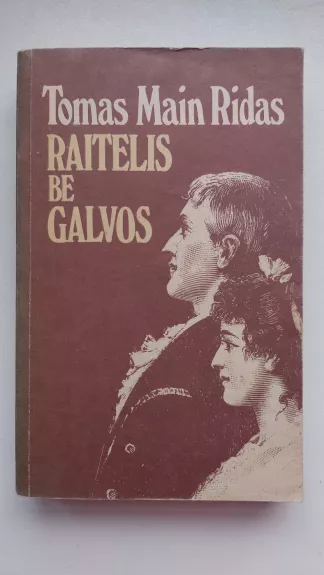 Tomas Main Ridas
RAITELIS
BE
GALVOS